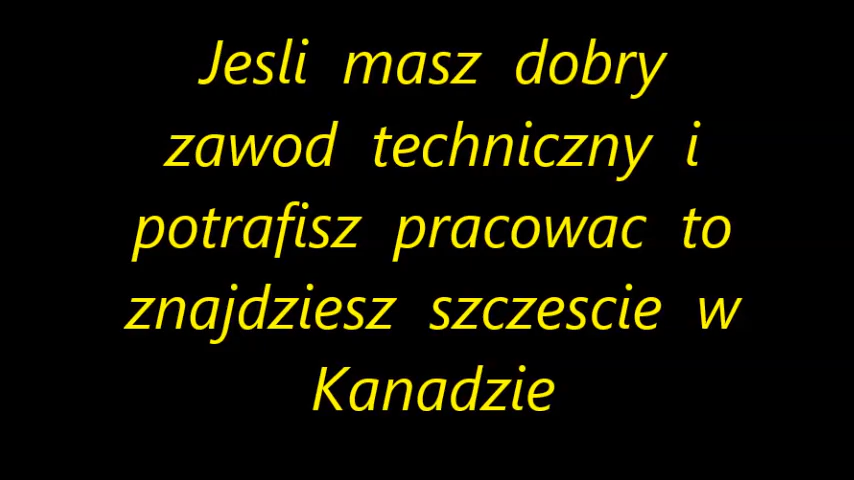 Jesli masz dobry
zawod techniczny i
potrafisz pracowac to
znajdziesz szczescie w
Kanadzie